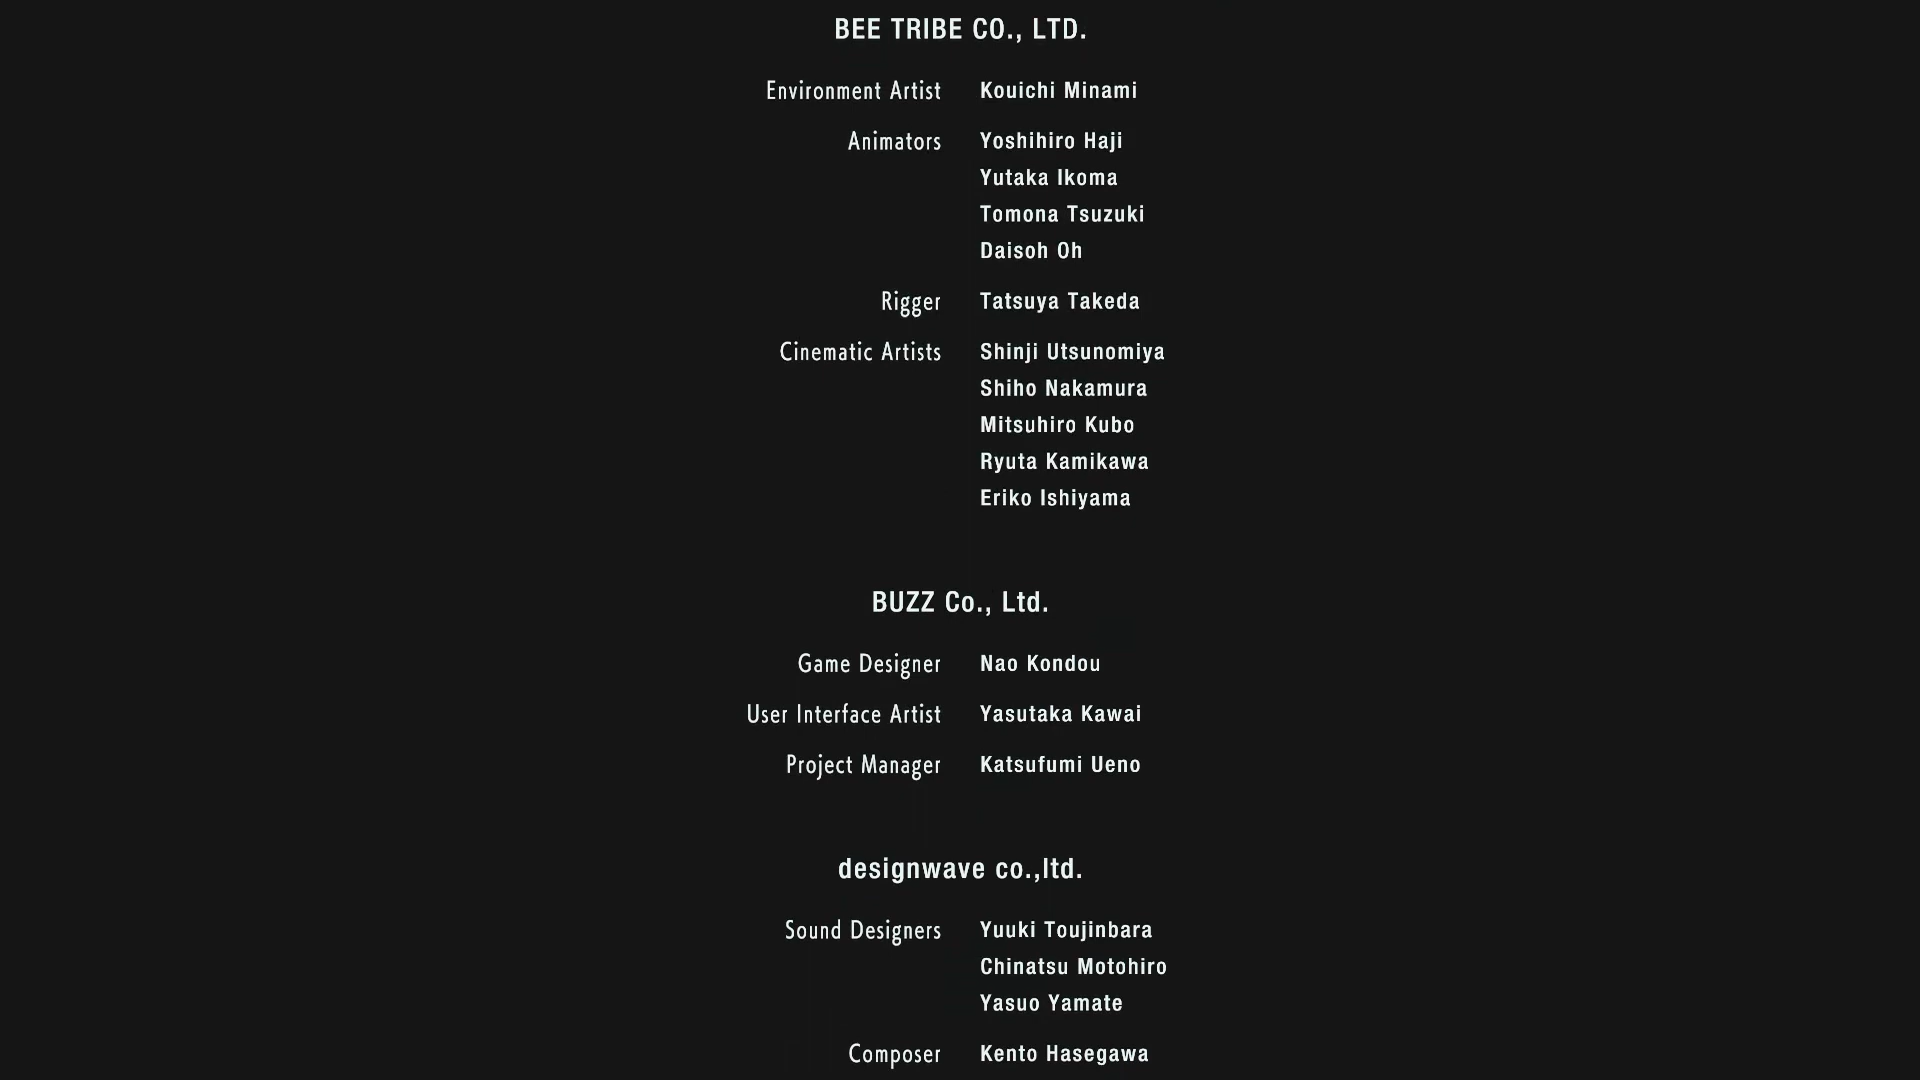 BEE TRIBE CO., LTD.
Environment Artist Kouichi Minami
Animators Yoshihiro Haji
Yutaka Ikoma
Tomona Tsuzuki
Daisoh Oh
Rigger Tatsuya Takeda
Cinematic Artists Shinji Utsunomiya
Shiho Nakamura
Mitsuhiro Kubo
Ryuta Kamikawa
Eriko Ishiyama
BUZZ Co., Ltd.
Game Designer Nao Kondou
User Interface Artist Yasutaka Kawai
Project Manager Katsufumi Ueno
designwave co.,ltd.
Sound Designers Yuuki Toujinbara
Chinatsu Motohiro
Yasuo Yamate
Composer Kento Hasegawa